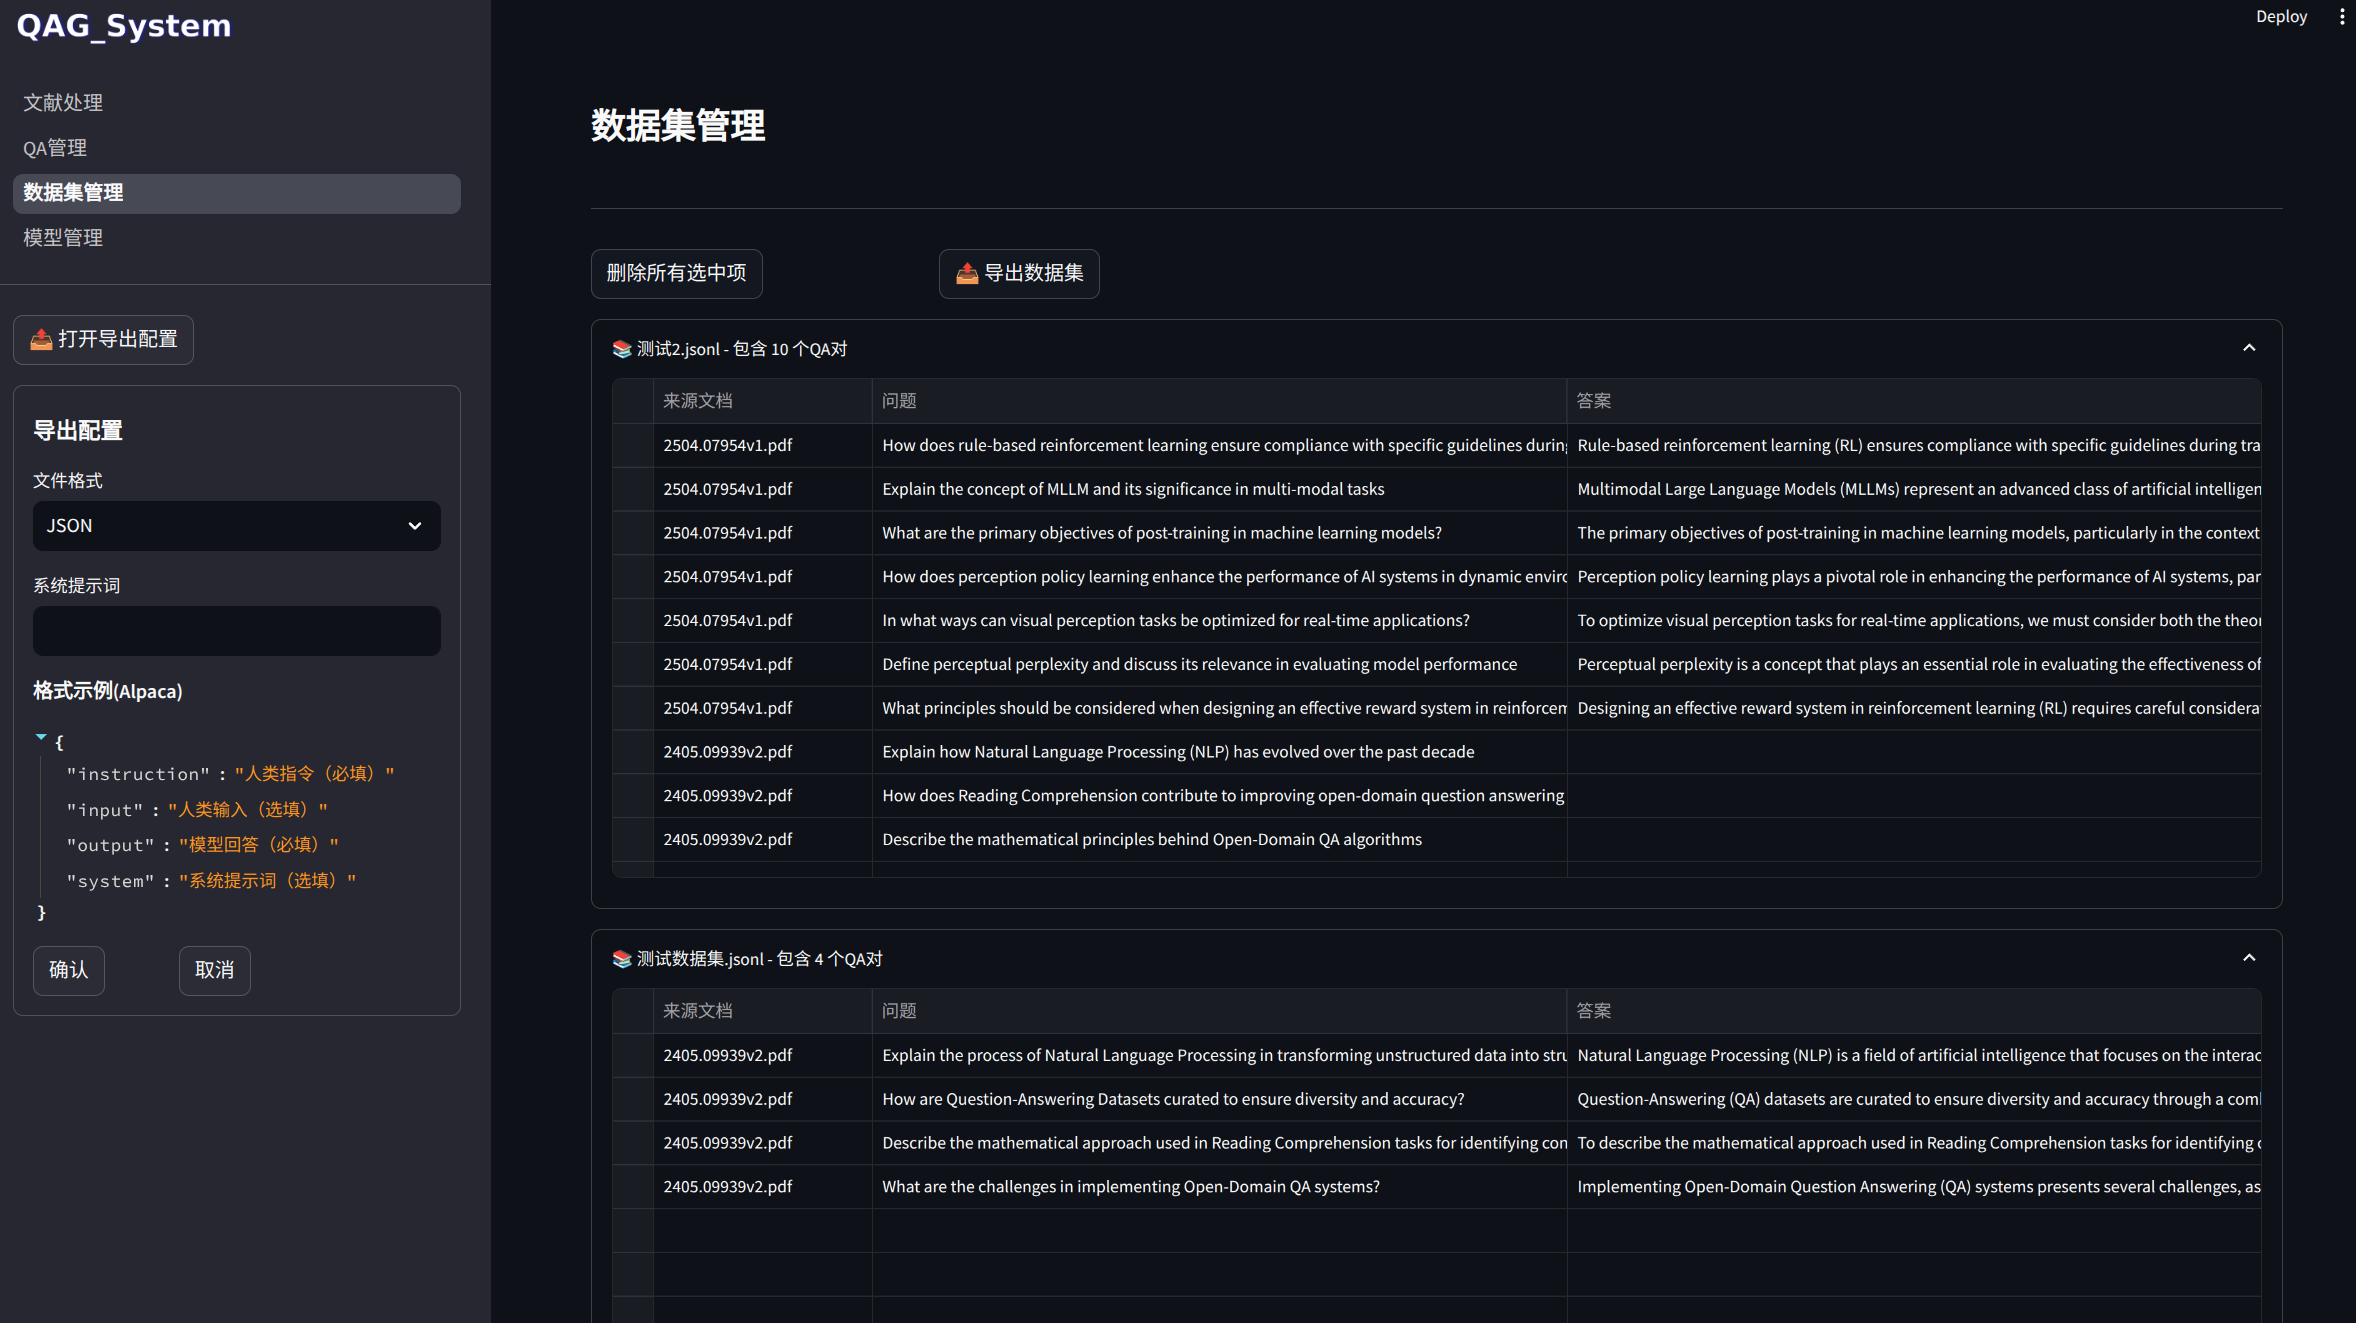 QAG_System
文献处理
QA管理
数据集管理
模型管理
打开导出配置
导出配置
文件格式
JSON
系统提示词
格式示例(Alpaca)
{
"instruction" : "人类指令（必填）"
"input" : "人类输入（选填）"
"output" : "模型回答（必填）"
"system" : "系统提示词（选填）"
}
确认 取消
Deploy
数据集管理
删除所有选中项 导出数据集
测试2.jsonl - 包含 10 个QA对
来源文档 问题 答案
2504.07954v1.pdf How does rule-based reinforcement learning ensure compliance with specific guidelines durin Rule-based reinforcement learning (RL) ensures compliance with specific guidelines during tra
2504.07954v1.pdf Explain the concept of MLLM and its significance in multi-modal tasks Multimodal Large Language Models (MLLMs) represent an advanced class of artificial intelligen
2504.07954v1.pdf What are the primary objectives of post-training in machine learning models? The primary objectives of post-training in machine learning models, particularly in the context
2504.07954v1.pdf How does perception policy learning enhance the performance of AI systems in dynamic enviro Perception policy learning plays a pivotal role in enhancing the performance of AI systems, par
2504.07954v1.pdf In what ways can visual perception tasks be optimized for real-time applications? To optimize visual perception tasks for real-time applications, we must consider both the theor
2504.07954v1.pdf Define perceptual perplexity and discuss its relevance in evaluating model performance Perceptual perplexity is a concept that plays an essential role in evaluating the effectiveness of
2504.07954v1.pdf What principles should be considered when designing an effective reward system in reinforcem Designing an effective reward system in reinforcement learning (RL) requires careful considera
2405.09939v2.pdf Explain how Natural Language Processing (NLP) has evolved over the past decade
2405.09939v2.pdf How does Reading Comprehension contribute to improving open-domain question answering
2405.09939v2.pdf Describe the mathematical principles behind Open-Domain QA algorithms
测试数据集.jsonl - 包含 4 个QA对
来源文档 问题 答案
2405.09939v2.pdf Explain the process of Natural Language Processing in transforming unstructured data into stru Natural Language Processing (NLP) is a field of artificial intelligence that focuses on the interac
2405.09939v2.pdf How are Question-Answering Datasets curated to ensure diversity and accuracy? Question-Answering (QA) datasets are curated to ensure diversity and accuracy through a com
2405.09939v2.pdf Describe the mathematical approach used in Reading Comprehension tasks for identifying con To describe the mathematical approach used in Reading Comprehension tasks for identifying
2405.09939v2.pdf What are the challenges in implementing Open-Domain QA systems? Implementing Open-Domain Question Answering (QA) systems presents several challenges, as